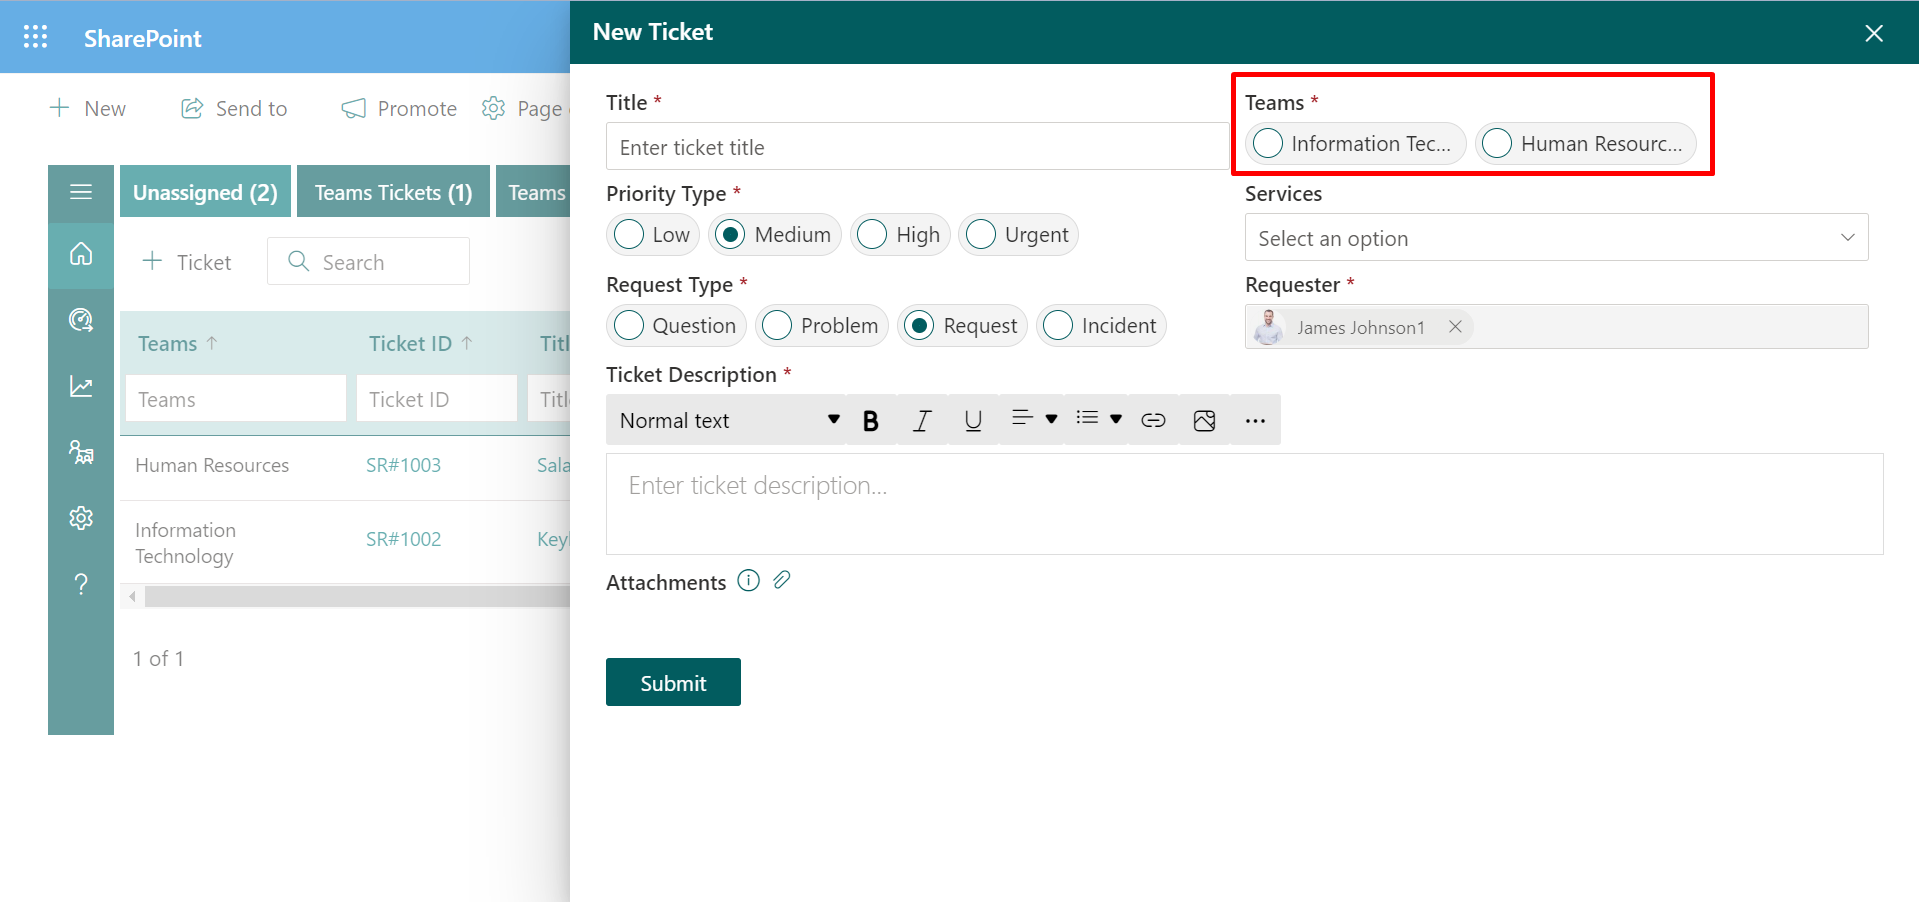 SharePoint
New
Send to
Promote
Page
Unassigned (2)
Teams Tickets (1)
Teams
Ticket
Search
Teams ↑
Ticket ID ↑
Titl
Teams
Ticket ID
Titl
Human Resources
SR#1003
Sala
Information
Technology
SR#1002
Key
1 of 1
New Ticket
Title *
Enter ticket title
Teams *
Information Tec...
Human Resourc...
Priority Type *
Low
Medium
High
Urgent
Services
Select an option
Request Type *
Question
Problem
Request
Incident
Requester *
James Johnson1
Ticket Description *
Normal text
B
I
U
Enter ticket description...
Attachments
Submit